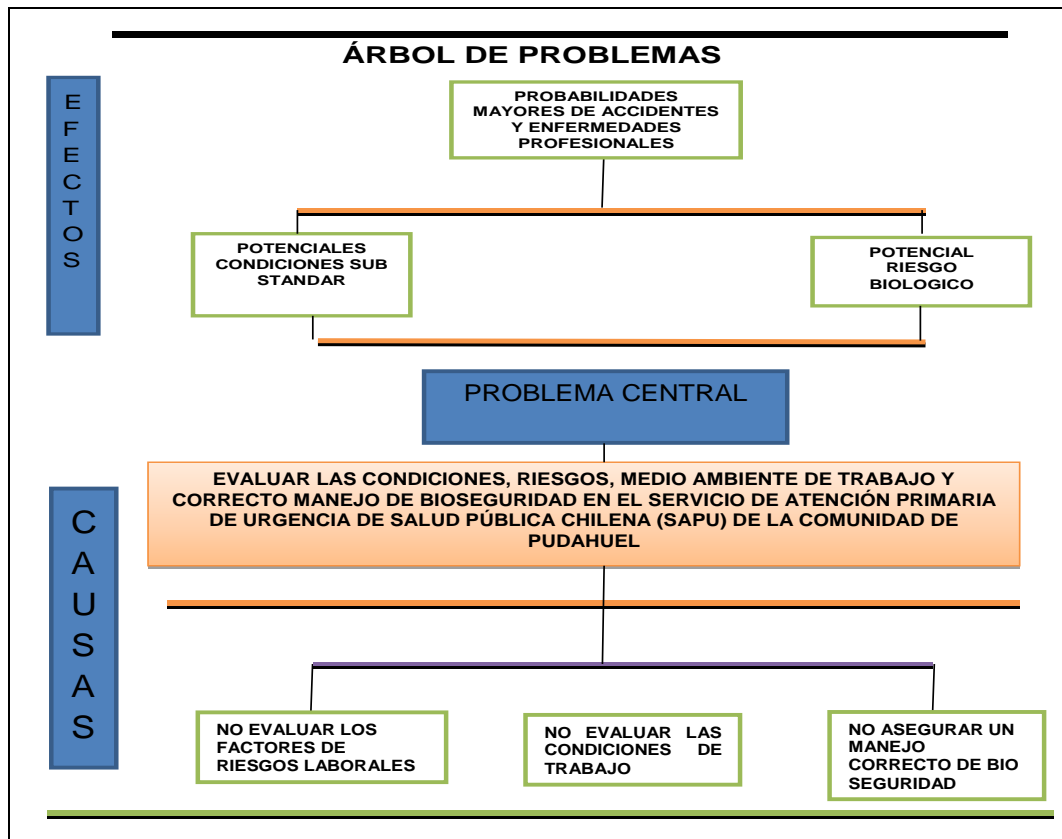 ÁRBOL DE PROBLEMAS
E
F
E
C
T
O
S
PROBABILIDADES
MAYORES DE ACCIDENTES
Y ENFERMEDADES
PROFESIONALES
POTENCIALES
CONDICIONES SUB
STANDAR
POTENCIAL
RIESGO
BIOLOGICO
PROBLEMA CENTRAL
EVALUAR LAS CONDICIONES, RIESGOS, MEDIO AMBIENTE DE TRABAJO Y
CORRECTO MANEJO DE BIOSEGURIDAD EN EL SERVICIO DE ATENCIÓN PRIMARIA
DE URGENCIA DE SALUD PÚBLICA CHILENA (SAPU) DE LA COMUNIDAD DE
PUDAHUEL
C
A
U
S
A
S
NO EVALUAR LOS
FACTORES DE
RIESGOS LABORALES
NO EVALUAR LAS
CONDICIONES DE
TRABAJO
NO ASEGURAR UN
MANEJO
CORRECTO DE BIO
SEGURIDAD